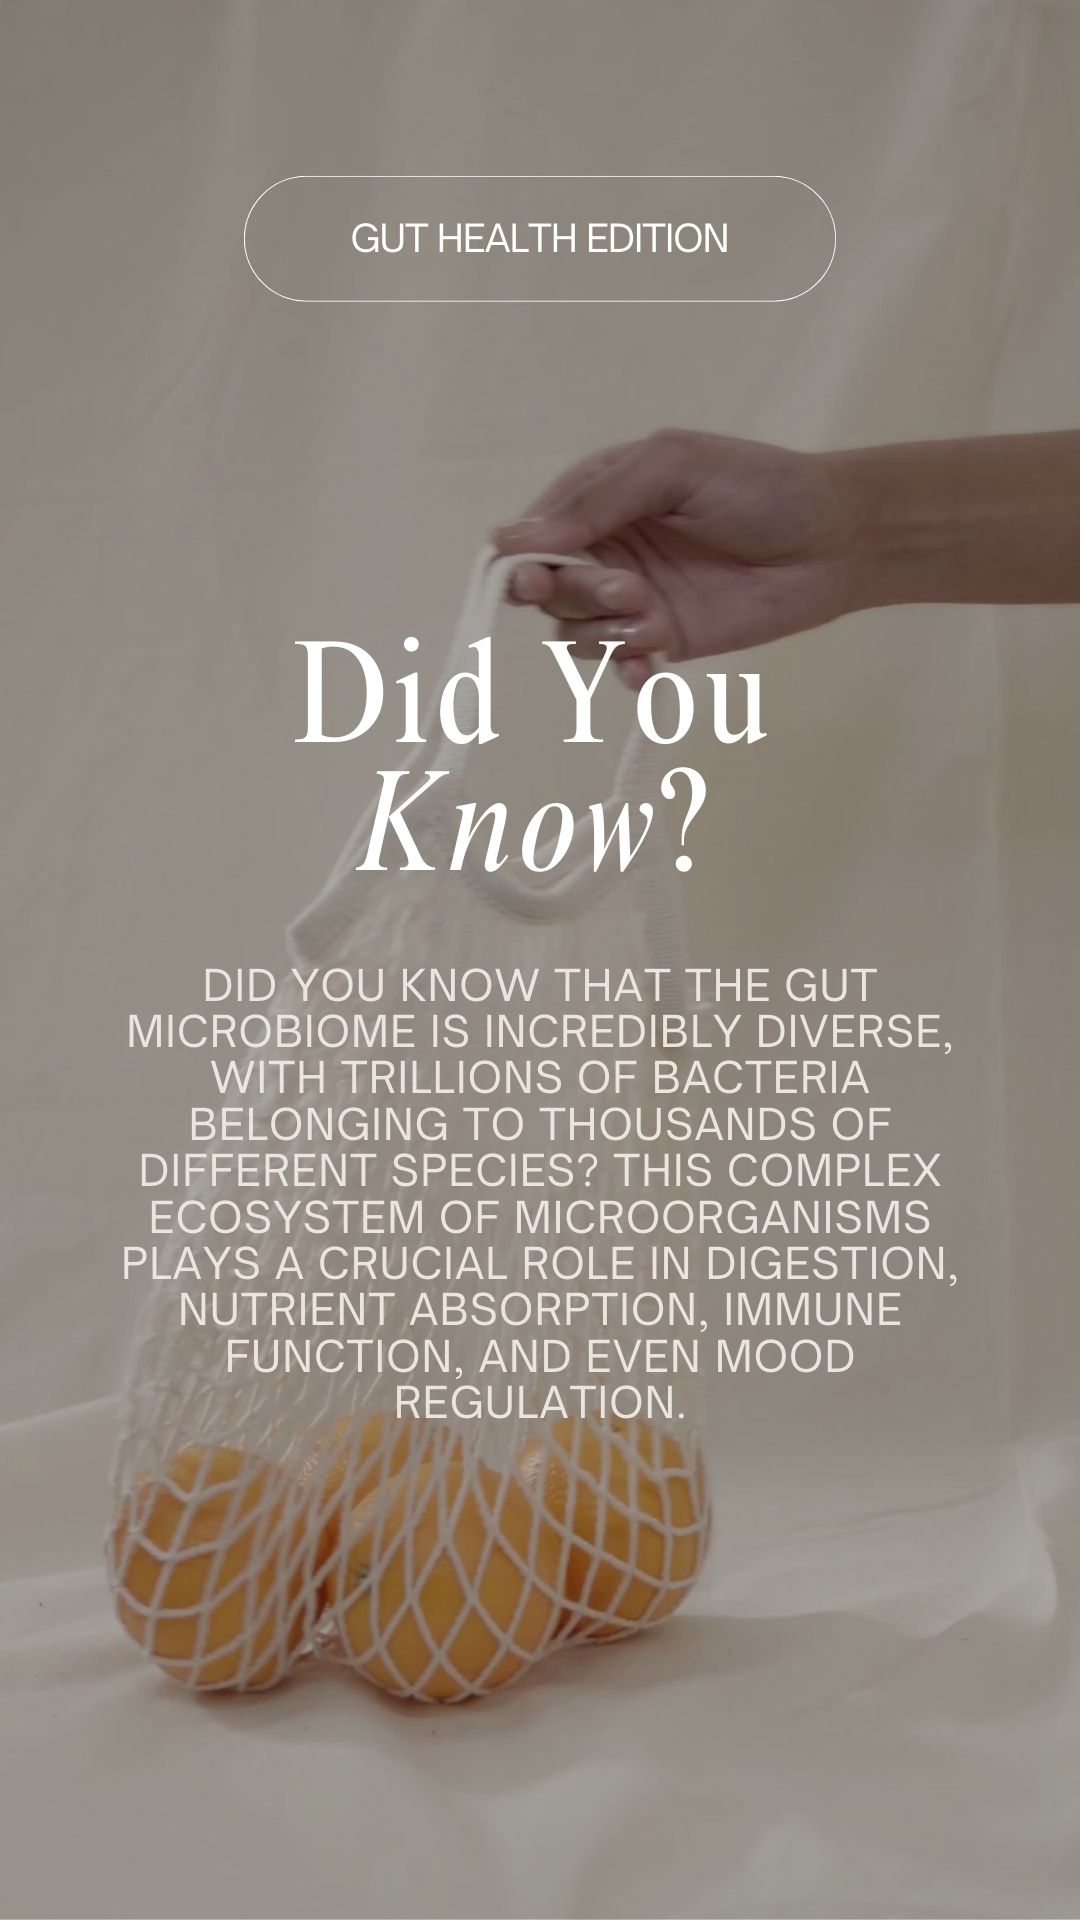 GUT HEALTH EDITION
Did You
Know?
DID YOU KNOW THAT THE GUT
MICROBIOME IS INCREDIBLY DIVERSE,
WITH TRILLIONS OF BACTERIA
BELONGING TO THOUSANDS OF
DIFFERENT SPECIES? THIS COMPLEX
ECOSYSTEM OF MICROORGANISMS
PLAYS A CRUCIAL ROLE IN DIGESTION,
NUTRIENT ABSORPTION, IMMUNE
FUNCTION, AND EVEN MOOD
REGULATION.